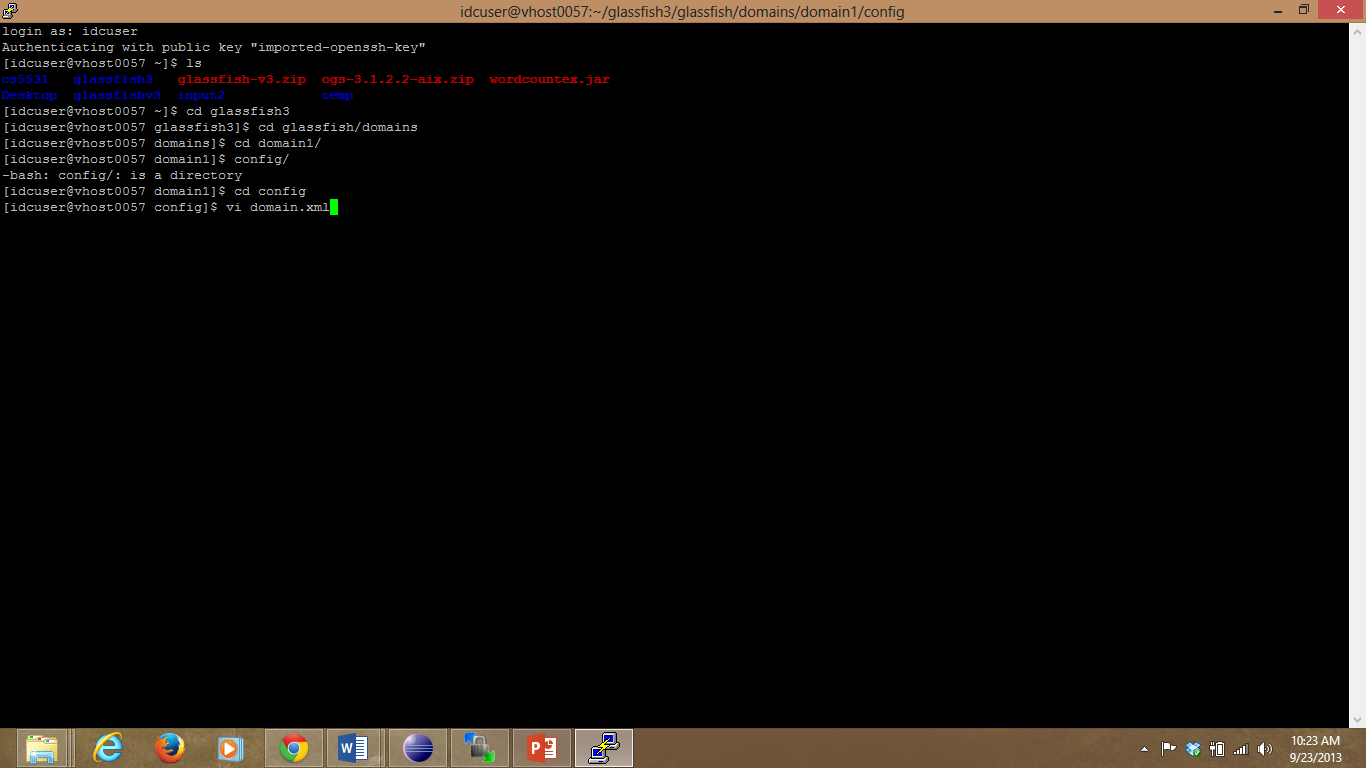 idcuser@vhost0057:~/glassfish3/glassfish/domains/domain1/config
login as: idcuser
Authenticating with public key "imported-openssh-key"
[idcuser@vhost0057 ~]$ ls
cs5531   glassfish3   glassfish-v3.zip  ogs-3.1.2.2-aix.zip  wordcountex.jar
Desktop  glassfishv3  input2            temp
[idcuser@vhost0057 ~]$ cd glassfish3
[idcuser@vhost0057 glassfish3]$ cd glassfish/domains
[idcuser@vhost0057 domains]$ cd domain1/
[idcuser@vhost0057 domain1]$ config/
-bash: config/: is a directory
[idcuser@vhost0057 domain1]$ cd config
[idcuser@vhost0057 config]$ vi domain.xml
10:23 AM
9/23/2013